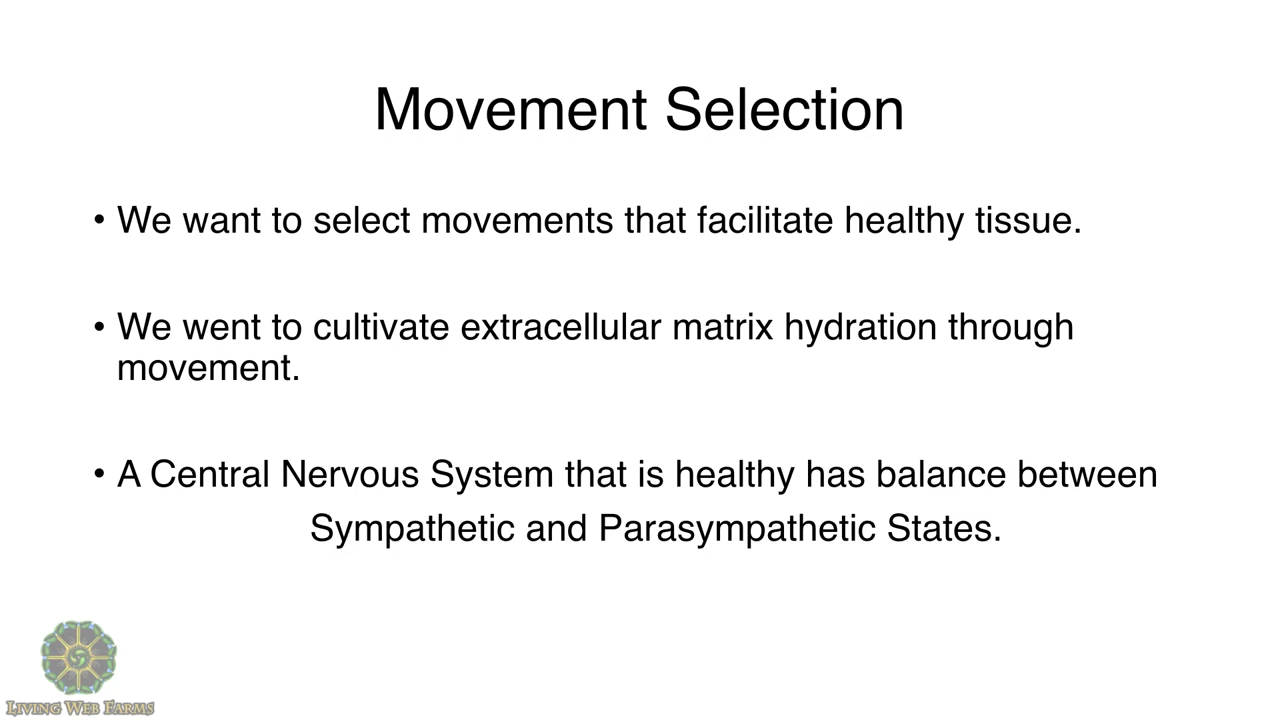 Movement Selection
• We want to select movements that facilitate healthy tissue.
• We went to cultivate extracellular matrix hydration through
movement.
• A Central Nervous System that is healthy has balance between
Sympathetic and Parasympathetic States.
LIVING WEB FARMS